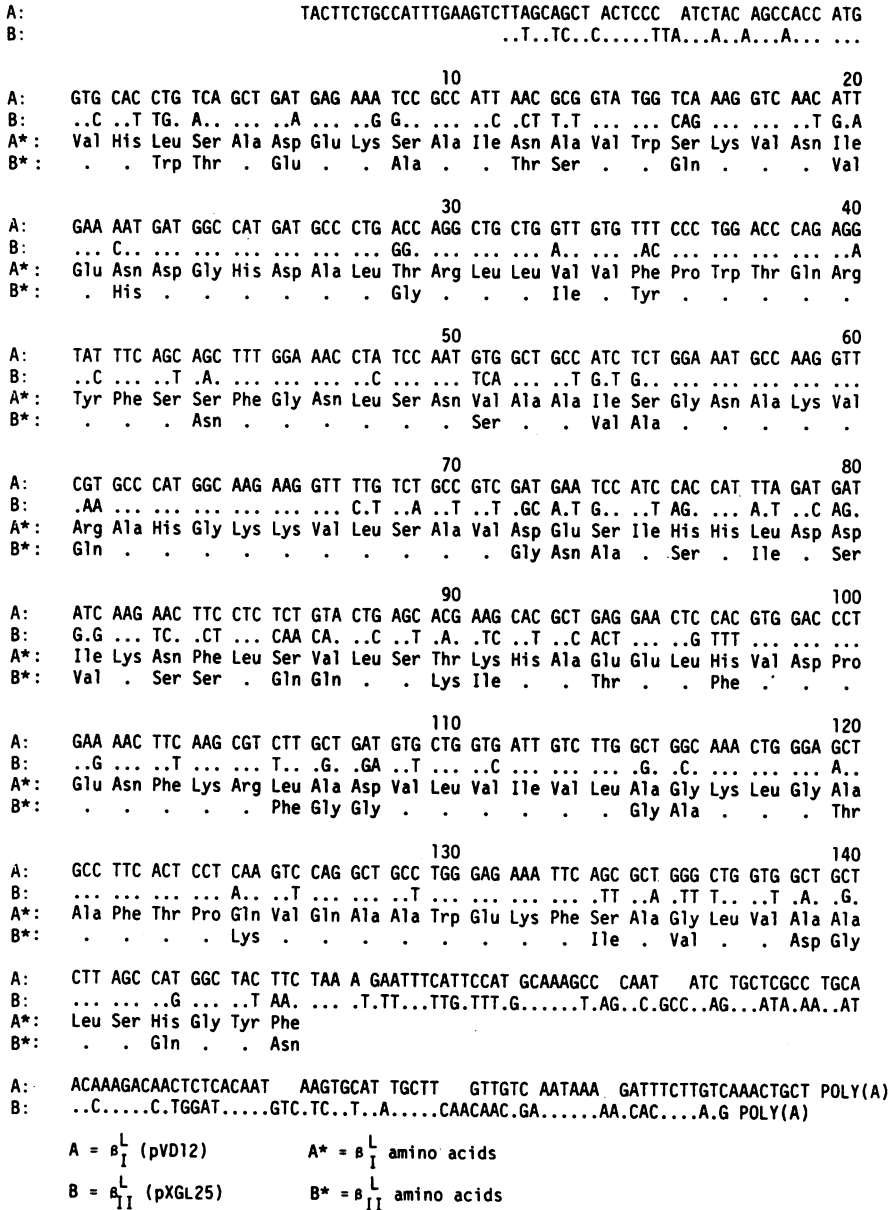 A: TACTTCTGCCATTTGAAGTCTTAGCAGCT ACTCCC ATCTAC AGCCACC ATG
B: ..T..TC..C.....TTA...A..A...A... ...
10 20
A: GTG CAC CTG TCA GCT GAT GAG AAA TCC GCC ATT AAC GCG GTA TGG TCA AAG GTC AAC ATT
B: ..C ..T TG. A.. ... ..A ... ..G G.. ... ..C .CT T.T ... ... CAG ... ... ..T G.A
A*: Val His Leu Ser Ala Asp Glu Lys Ser Ala Ile Asn Ala Val Trp Ser Lys Val Asn Ile
B*: . . Trp Thr . Glu . . Ala . . Thr Ser . . Gln . . . Val
30 40
A: GAA AAT GAT GGC CAT GAT GCC CTG ACC AGG CTG CTG GTT GTG TTT CCC TGG ACC CAG AGG
B: ... C.. ... ... ... ... ... ... GG. ... ... ... A.. ... .AC ... ... ... ... ..A
A*: Glu Asn Asp Gly His Asp Ala Leu Thr Arg Leu Leu Val Val Phe Pro Trp Thr Gln Arg
B*: . His . . . . . . Gly . . . Ile . Tyr . . . . .
50 60
A: TAT TTC AGC AGC TTT GGA AAC CTA TCC AAT GTG GCT GCC ATC TCT GGA AAT GCC AAG GTT
B: ..C ... ..T .A. ... ... ... ..C ... ... TCA ... ..T G.T G.. ... ... ... ... ...
A*: Tyr Phe Ser Ser Phe Gly Asn Leu Ser Asn Val Ala Ala Ile Ser Gly Asn Ala Lys Val
B*: . . . Asn . . . . . . Ser . . Val Ala . . . . .
70 80
A: CGT GCC CAT GGC AAG AAG GTT TTG TCT GCC GTC GAT GAA TCC ATC CAC CAT TTA GAT GAT
B: .AA ... ... ... ... ... ... C.T ..A ..T ..T .GC A.T G.. ..T AG. ... A.T ..C AG.
A*: Arg Ala His Gly Lys Lys Val Leu Ser Ala Val Asp Glu Ser Ile His His Leu Asp Asp
B*: Gln . . . . . . . . . . Gly Asn Ala . Ser . Ile . Ser
90 100
A: ATC AAG AAC TTC CTC TCT GTA CTG AGC ACG AAG CAC GCT GAG GAA CTC CAC GTG GAC CCT
B: G.G ... TC. .CT ... CAA CA. ..C ..T .A. .TC ..T ..C ACT ... ..G TTT ... ... ...
A*: Ile Lys Asn Phe Leu Ser Val Leu Ser Thr Lys His Ala Glu Glu Leu His Val Asp Pro
B*: Val . Ser Ser . Gln Gln . . Lys Ile . . Thr . . Phe . . .
110 120
A: GAA AAC TTC AAG CGT CTT GCT GAT GTG CTG GTG ATT GTC TTG GCT GGC AAA CTG GGA GCT
B: ..G ... ..T ... ... T.. .G. .GA ..T ... ..C ... ... ... .G. .C. ... ... ... A..
A*: Glu Asn Phe Lys Arg Leu Ala Asp Val Leu Val Ile Val Leu Ala Gly Lys Leu Gly Ala
B*: . . . . . Phe Gly Gly . . . . . . Gly Ala . . . Thr
130 140
A: GCC TTC ACT CCT CAA GTC CAG GCT GCC TGG GAG AAA TTC AGC GCT GGG CTG GTG GCT GCT
B: ... ... ... ... A.. ..T ... ... ..T ... ... ... ... .TT ..A .TT T.. ..T .A. .G.
A*: Ala Phe Thr Pro Gln Val Gln Ala Ala Trp Glu Lys Phe Ser Ala Gly Leu Val Ala Ala
B*: . . . . Lys . . . . . . . . Ile . Val . . Asp Gly
A: CTT AGC CAT GGC TAC TTC TAA A GAATTTCATTCCAT GCAAAGCC CAAT ATC TGCTCGCC TGCA
B: ... ... ..G ... ..T AA. ... .T.TT...TTG.TTT.G......T.AG..C.GCC..AG...ATA.AA..AT
A*: Leu Ser His Gly Tyr Phe
B*: . . Gln . . Asn
A: ACAAAGACAACTCTCACAAT AAGTGCAT TGCTT GTTGTC AATAAA GATTTCTTGTCAAACTGCT POLY(A)
B: ..C.....C.TGGAT.....GTC.TC..T..A.....CAACAAC.GA......AA.CAC....A.G POLY(A)
A = β L I (pVD12) A* = β L I amino acids
B = β L II (pXGL25) B* = β L II amino acids